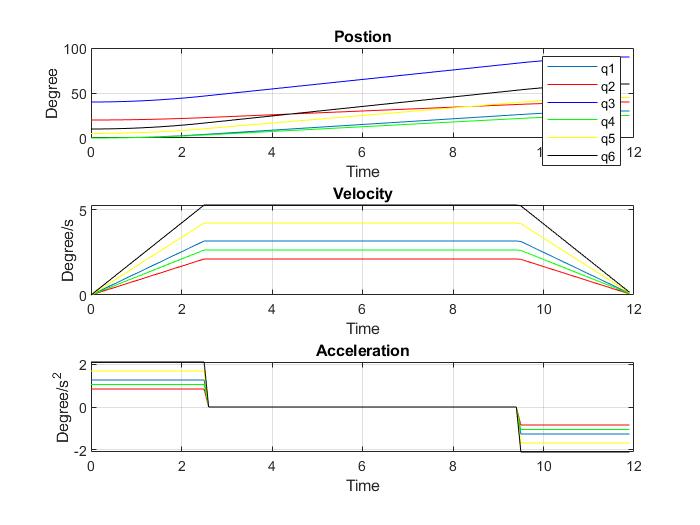 Postion
100
50
0
Degree
0 2 4 6 8 10 12
Time
q1
q2
q3
q4
q5
q6
Velocity
5
0
Degree/s
0 2 4 6 8 10 12
Time
Acceleration
2
0
-2
Degree/s²
0 2 4 6 8 10 12
Time